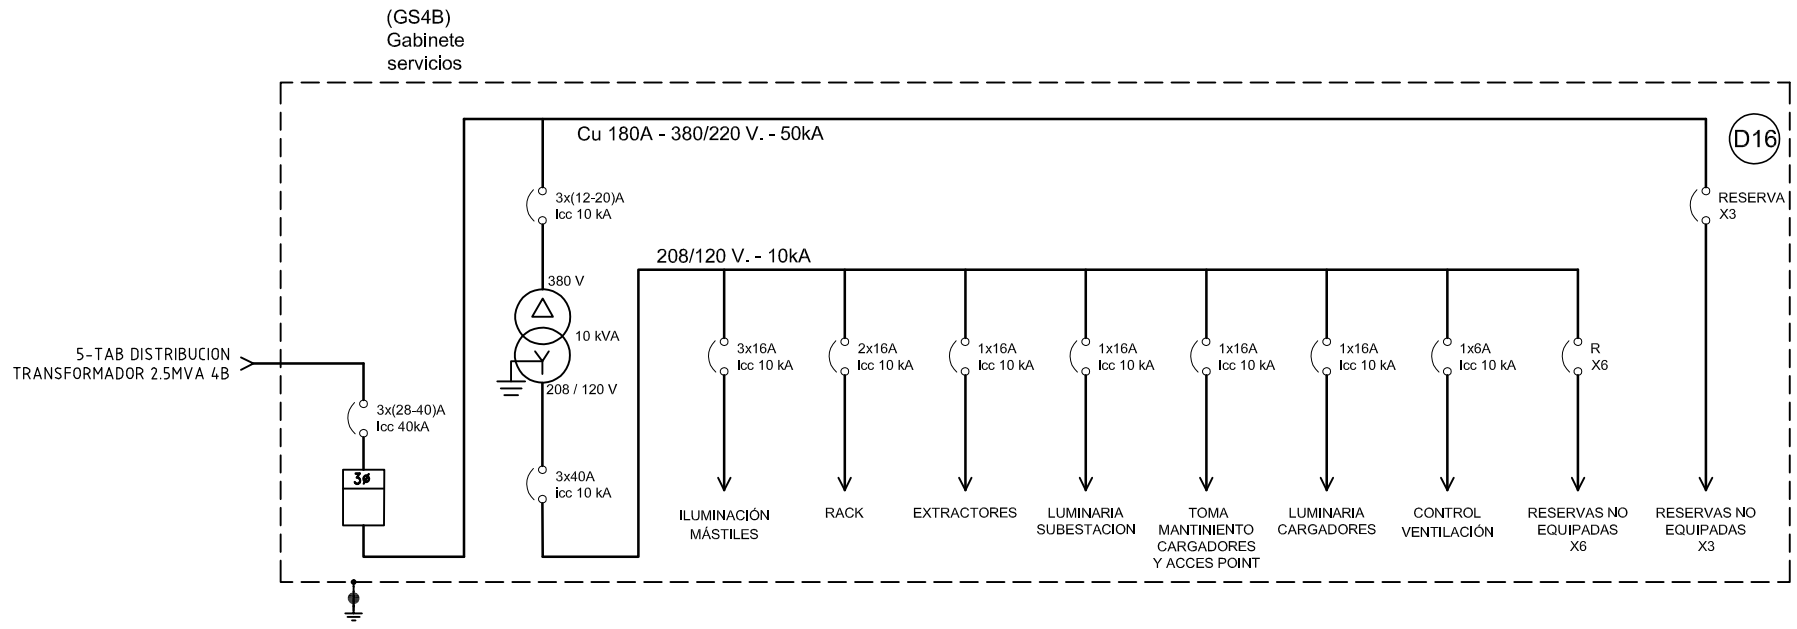 (GS4B)
Gabinete
servicios
Cu 180A - 380/220 V. - 50kA
D16
3x(12-20)A
Icc 10 kA
RESERVA
X3
208/120 V. - 10kA
380 V
10 kVA
208 / 120 V
5-TAB DISTRIBUCION
TRANSFORMADOR 2.5MVA 4B
3x(28-40)A
Icc 40kA
3ø
3x40A
icc 10 kA
3x16A
Icc 10 kA
2x16A
Icc 10 kA
1x16A
Icc 10 kA
1x16A
Icc 10 kA
1x16A
Icc 10 kA
1x16A
Icc 10 kA
1x6A
Icc 10 kA
R
X6
ILUMINACIÓN
MÁSTILES
RACK
EXTRACTORES
LUMINARIA
SUBESTACION
TOMA
MANTINIENTO
CARGADORES
Y ACCES POINT
LUMINARIA
CARGADORES
CONTROL
VENTILACIÓN
RESERVAS NO
EQUIPADAS
X6
RESERVAS NO
EQUIPADAS
X3